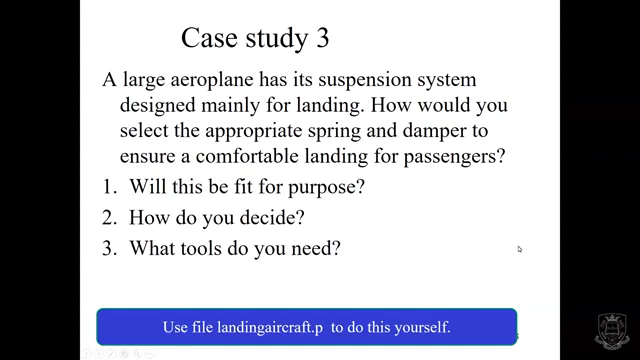 Case study 3
A large aeroplane has its suspension system
designed mainly for landing. How would you
select the appropriate spring and damper to
ensure a comfortable landing for passengers?
1. Will this be fit for purpose?
2. How do you decide?
3. What tools do you need?
Use file landingaircraft.p to do this yourself.